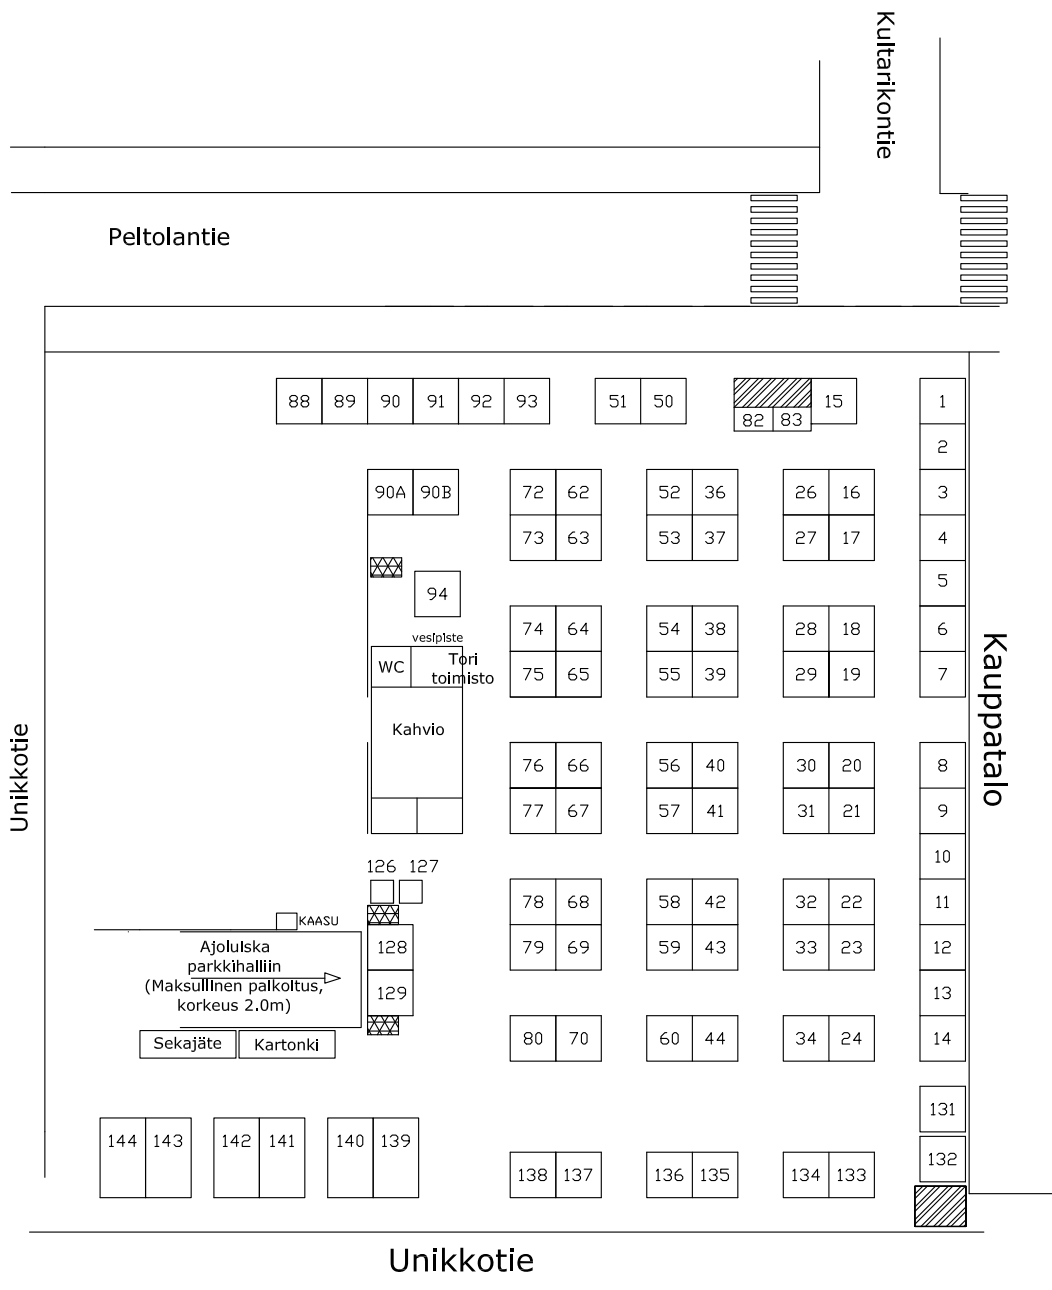 Kultarikontie
Peltolantie
88 89 90 91 92 93 51 50 15 1
82 83
2
90A 90B 72 62 52 36 26 16 3
73 63 53 37 27 17 4
5
94
74 64 54 38 28 18 6
vesipiste
WC Tori
toimisto
75 65 55 39 29 19 7
Kauppatalo
Kahvio
Unikkotie
76 66 56 40 30 20 8
77 67 57 41 31 21 9
10
126 127
78 68 58 42 32 22 11
KAASU
128 79 69 59 43 33 23 12
Ajoluiska
parkkihalliin
(Maksullinen paikoitus,
korkeus 2.0m)
129 13
Sekajäte Kartonki
80 70 60 44 34 24 14
131
144 143 142 141 140 139
132
138 137 136 135 134 133
Unikkotie